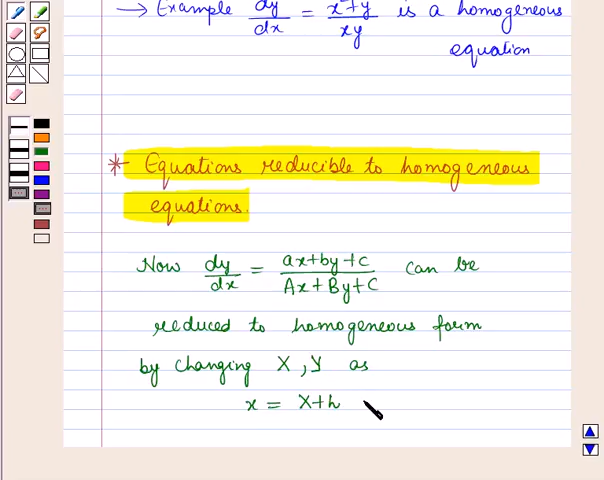 → Example dy/dx = x²+y/xy is a homogeneous
equation
* Equations reducible to homogeneous
equations.
Now dy/dx = ax+by+c/Ax+By+C can be
reduced to homogeneous form
by changing X, Y as
x = X+h